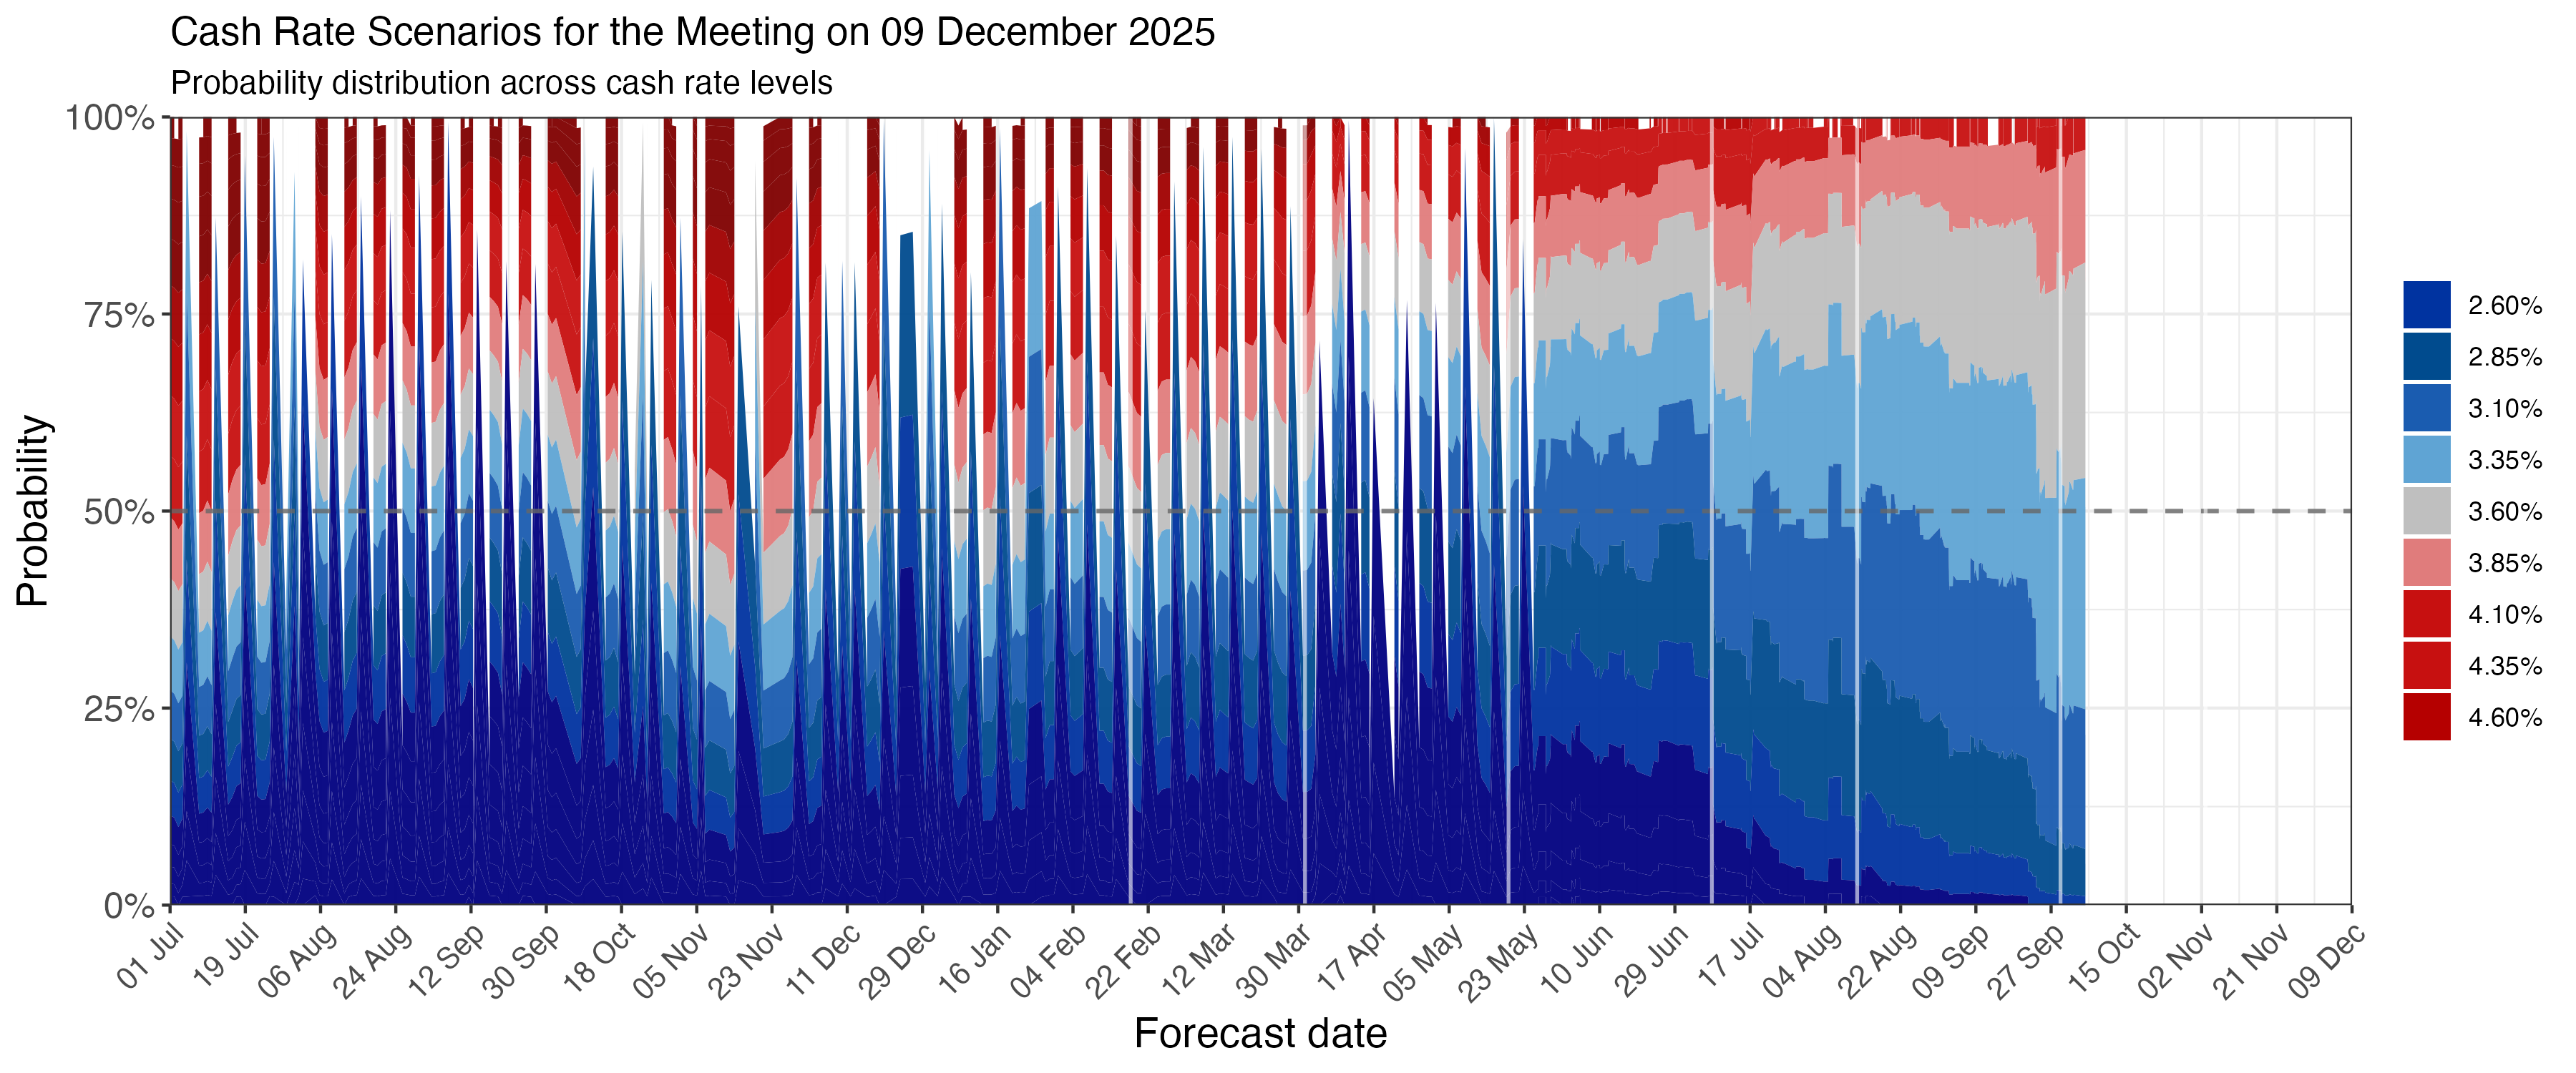 Cash Rate Scenarios for the Meeting on 09 December 2025
Probability distribution across cash rate levels
Probability
100%
75%
50%
25%
0%
01 Jul
19 Jul
06 Aug
24 Aug
12 Sep
30 Sep
18 Oct
05 Nov
23 Nov
11 Dec
29 Dec
16 Jan
04 Feb
22 Feb
12 Mar
30 Mar
17 Apr
05 May
23 May
10 Jun
29 Jun
17 Jul
04 Aug
22 Aug
09 Sep
27 Sep
15 Oct
02 Nov
21 Nov
09 Dec
Forecast date
2.60%
2.85%
3.10%
3.35%
3.60%
3.85%
4.10%
4.35%
4.60%